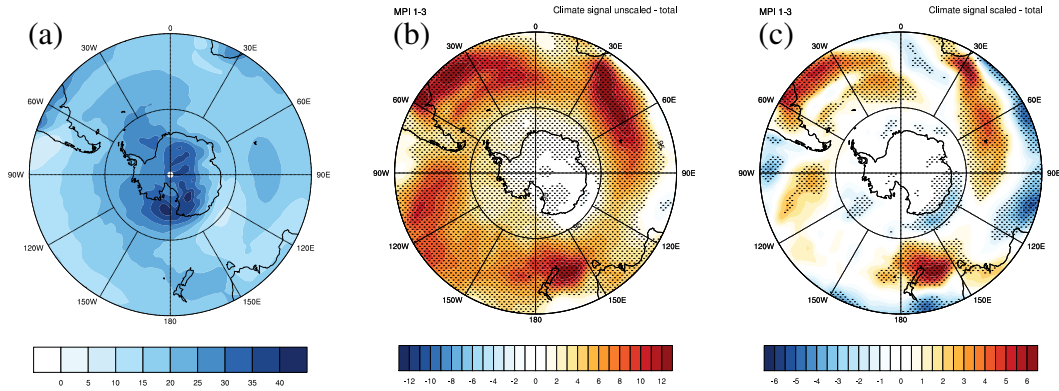 (a)
0
30W
30E
60W
60E
90W
90E
120W
120E
150E
180
0 5 10 15 20 25 30 35 40
MPI 1-3 Climate signal unscaled - total
(b)
0
30W
30E
60W
60E
90W
90E
120W
120E
150E
180
-12 -10 -8 -6 -4 -2 0 2 4 6 8 10 12
MPI 1-3 Climate signal scaled - total
(c)
0
30W
30E
60W
60E
90W
90E
120W
120E
150E
180
-6 -5 -4 -3 -2 -1 0 1 2 3 4 5 6